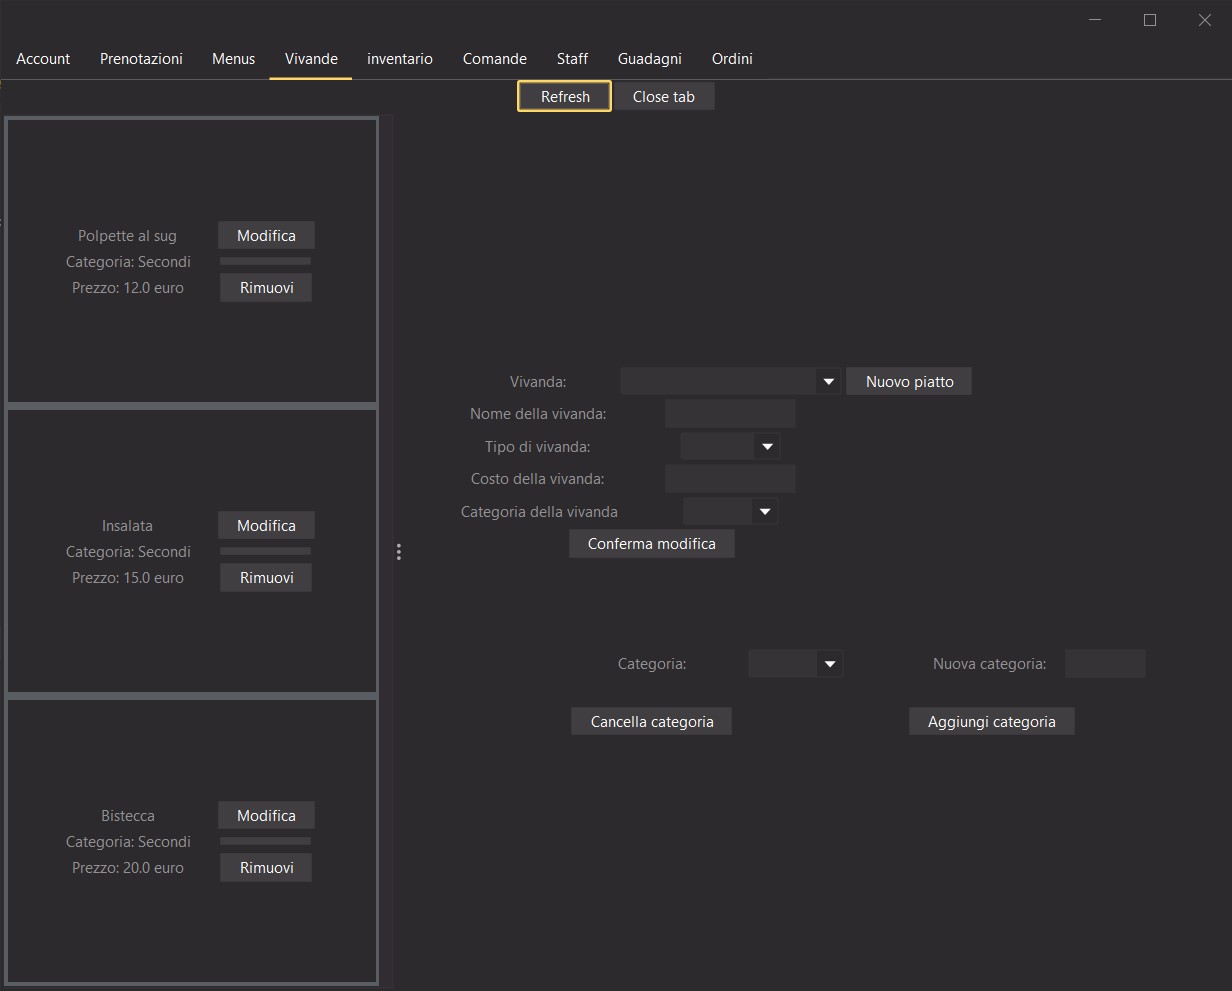 Account Prenotazioni Menus Vivande inventario Comande Staff Guadagni Ordini
Refresh Close tab
Polpette al sug Modifica
Categoria: Secondi
Prezzo: 12.0 euro Rimuovi
Insalata Modifica
Categoria: Secondi
Prezzo: 15.0 euro Rimuovi
Bistecca Modifica
Categoria: Secondi
Prezzo: 20.0 euro Rimuovi
Vivanda: Nuovo piatto
Nome della vivanda:
Tipo di vivanda:
Costo della vivanda:
Categoria della vivanda
Conferma modifica
Categoria: Nuova categoria:
Cancella categoria Aggiungi categoria